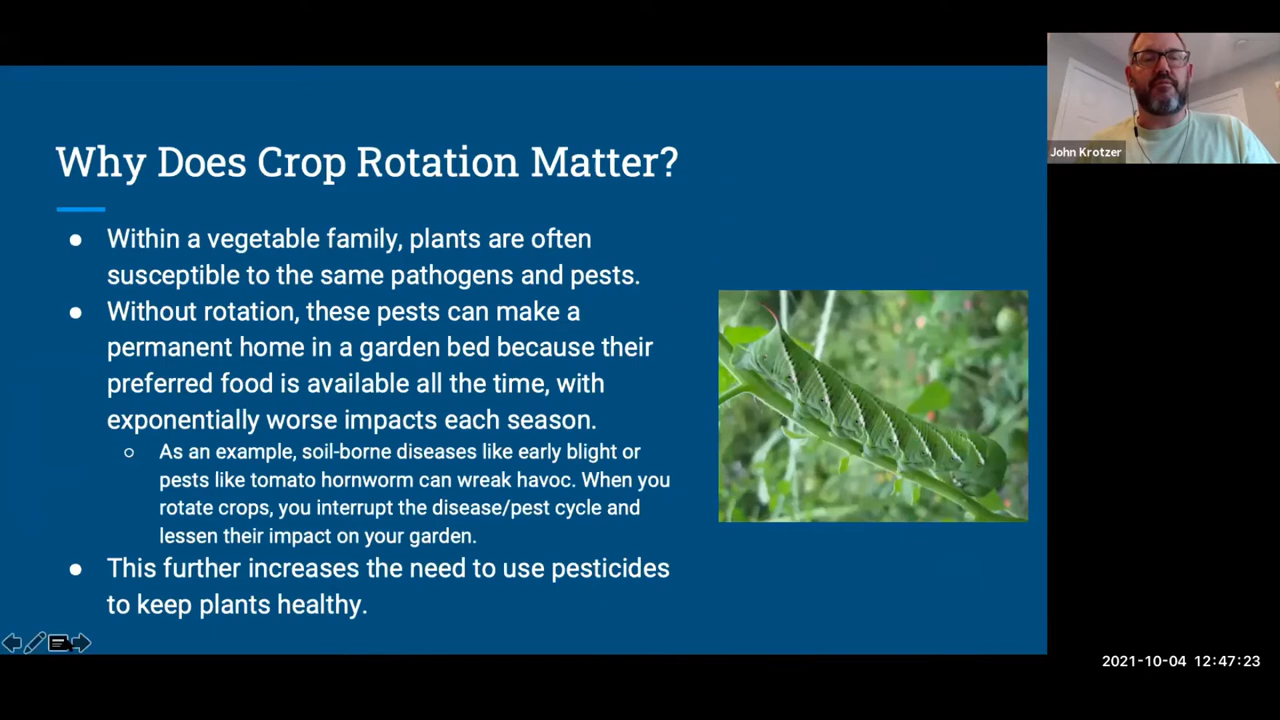 Why Does Crop Rotation Matter?
● Within a vegetable family, plants are often
susceptible to the same pathogens and pests.
● Without rotation, these pests can make a
permanent home in a garden bed because their
preferred food is available all the time, with
exponentially worse impacts each season.
○ As an example, soil-borne diseases like early blight or
pests like tomato hornworm can wreak havoc. When you
rotate crops, you interrupt the disease/pest cycle and
lessen their impact on your garden.
● This further increases the need to use pesticides
to keep plants healthy.
John Krotzer
2021-10-04 12:47:23